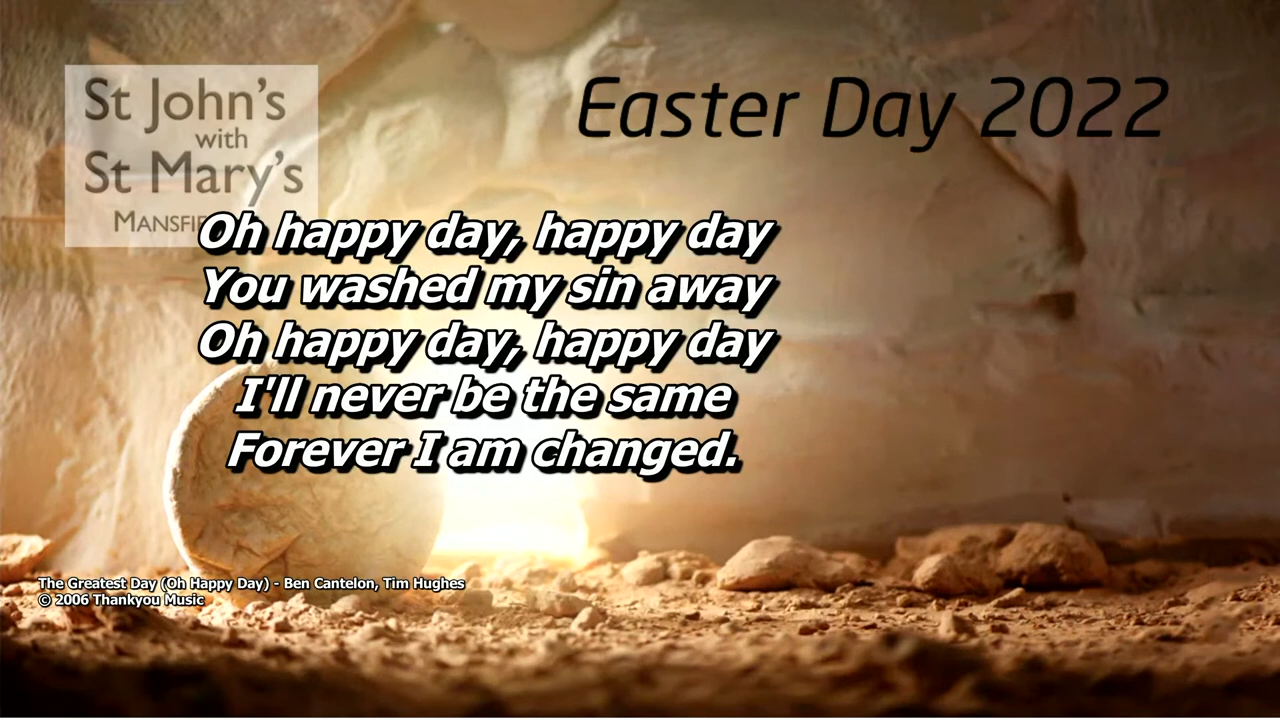 St John's
with
St Mary's
Easter Day 2022
Oh happy day, happy day
You washed my sin away
Oh happy day, happy day
I'll never be the same
Forever I am changed.
The Greatest Day (Oh Happy Day) - Ben Cantelon, Tim Hughes
© 2006 Thankyou Music